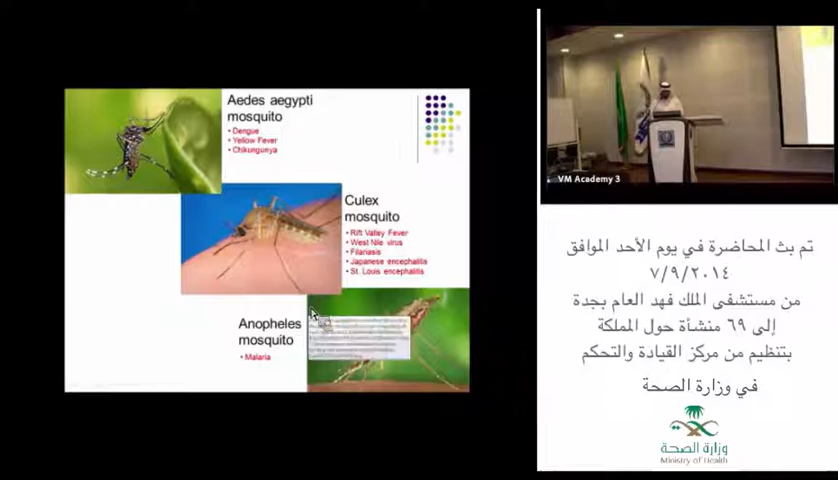 Aedes aegypti
mosquito
• Dengue
• Yellow Fever
• Chikungunya
Culex
mosquito
• Rift Valley Fever
• West Nile virus
• Filariasis
• Japanese encephalitis
• St. Louis encephalitis
Anopheles
mosquito
• Malaria
VM Academy 3
تم بث المحاضرة في يوم الأحد الموافق
٧/٩/٢٠١٤
من مستشفى الملك فهد العام بجدة
إلى ٦٩ منشأة حول المملكة
بتنظيم من مركز القيادة والتحكم
في وزارة الصحة
وزارة الصحة
Ministry of Health